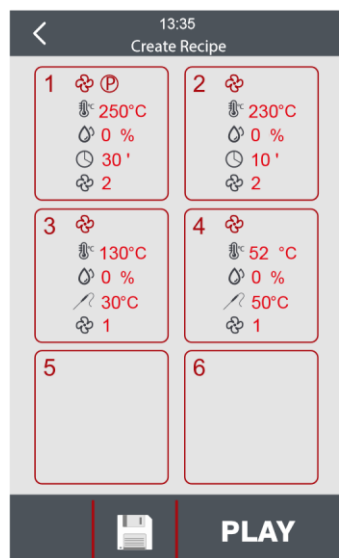 13:35
Create Recipe
1 P
250°C
0 %
30 '
2
2
230°C
0 %
10 '
2
3
130°C
0 %
30°C
1
4
52 °C
0 %
50°C
1
5
6
PLAY